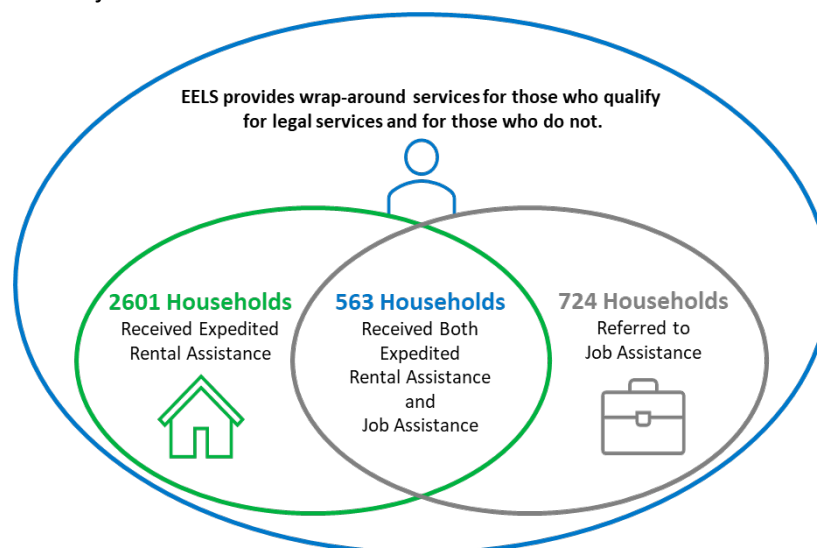 EELS provides wrap-around services for those who qualify
for legal services and for those who do not.
2601 Households
Received Expedited
Rental Assistance
563 Households
Received Both
Expedited
Rental Assistance
and
Job Assistance
724 Households
Referred to
Job Assistance